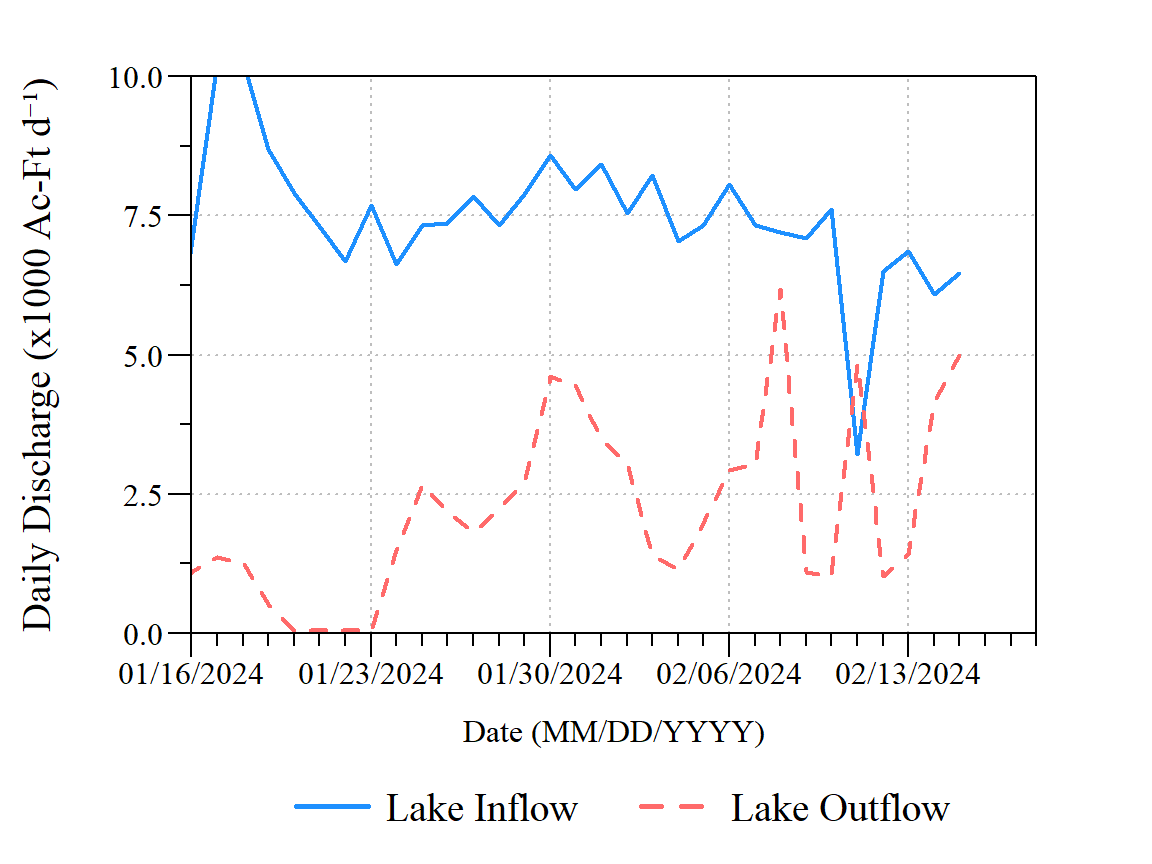 Daily Discharge (x1000 Ac-Ft d⁻¹)
10.0
7.5
5.0
2.5
0.0
01/16/2024 01/23/2024 01/30/2024 02/06/2024 02/13/2024
Date (MM/DD/YYYY)
Lake Inflow Lake Outflow